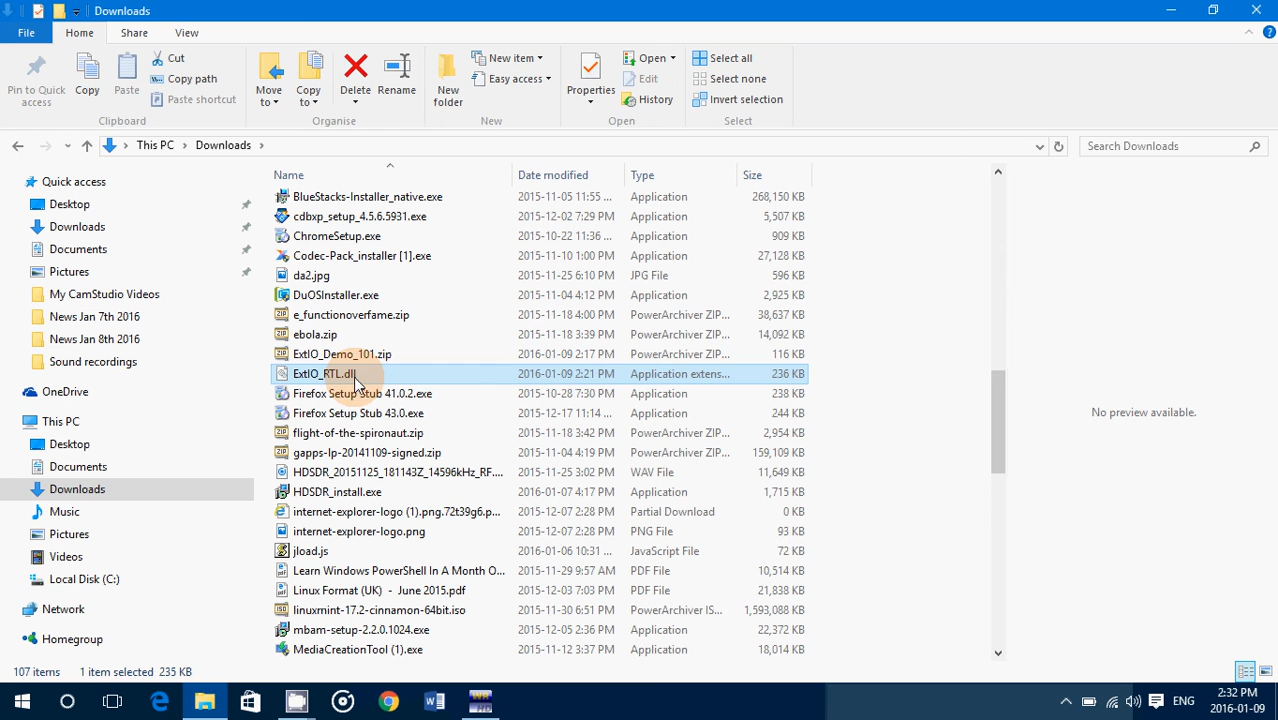 Downloads
File Home Share View
Pin to Quick access
Copy
Paste
Cut
Copy path
Paste shortcut
Clipboard
Move to
Copy to
Delete
Rename
Organise
New folder
New item
Easy access
New
Properties
Open
Edit
History
Open
Select all
Select none
Invert selection
Select
This PC Downloads
Search Downloads
Quick access
Desktop
Downloads
Documents
Pictures
My CamStudio Videos
News Jan 7th 2016
News Jan 8th 2016
Sound recordings
OneDrive
This PC
Desktop
Documents
Downloads
Music
Pictures
Videos
Local Disk (C:)
Network
Homegroup
Name Date modified Type Size
BlueStacks-Installer_native.exe 2015-11-05 11:55 ... Application 268,150 KB
cdbxp_setup_4.5.6.5931.exe 2015-12-02 7:29 PM Application 5,507 KB
ChromeSetup.exe 2015-10-22 11:36 ... Application 909 KB
Codec-Pack_installer [1].exe 2015-11-10 1:00 PM Application 27,128 KB
da2.jpg 2015-11-25 6:10 PM JPG File 596 KB
DuOSInstaller.exe 2015-11-04 4:12 PM Application 2,925 KB
e_functionoverfame.zip 2015-11-18 4:00 PM PowerArchiver ZIP... 38,637 KB
ebola.zip 2015-11-18 3:39 PM PowerArchiver ZIP... 14,092 KB
ExtIO_Demo_101.zip 2016-01-09 2:17 PM PowerArchiver ZIP... 116 KB
ExtIO_RTL.dll 2016-01-09 2:21 PM Application extens... 236 KB
Firefox Setup Stub 41.0.2.exe 2015-10-28 7:30 PM Application 238 KB
Firefox Setup Stub 43.0.exe 2015-12-17 11:14 ... Application 244 KB
flight-of-the-spironaut.zip 2015-11-18 3:42 PM PowerArchiver ZIP... 2,954 KB
gapps-lp-20141109-signed.zip 2015-11-04 4:19 PM PowerArchiver ZIP... 159,109 KB
HDSDR_20151125_181143Z_14596kHz_RF.... 2015-11-25 3:02 PM WAV File 11,649 KB
HDSDR_install.exe 2016-01-07 4:17 PM Application 1,715 KB
internet-explorer-logo (1).png.72t39g6.p... 2015-12-07 2:28 PM Partial Download 0 KB
internet-explorer-logo.png 2015-12-07 2:28 PM PNG File 93 KB
jload.js 2016-01-06 10:31 ... JavaScript File 72 KB
Learn Windows PowerShell In A Month O... 2015-11-29 9:57 AM PDF File 10,514 KB
Linux Format (UK) - June 2015.pdf 2015-12-03 7:03 PM PDF File 21,838 KB
linuxmint-17.2-cinnamon-64bit.iso 2015-11-30 6:51 PM PowerArchiver IS... 1,593,088 KB
mbam-setup-2.2.0.1024.exe 2015-12-05 2:36 PM Application 22,372 KB
MediaCreationTool (1).exe 2015-11-12 3:37 PM Application 18,014 KB
No preview available.
107 items 1 item selected 235 KB
ENG
2:32 PM
2016-01-09